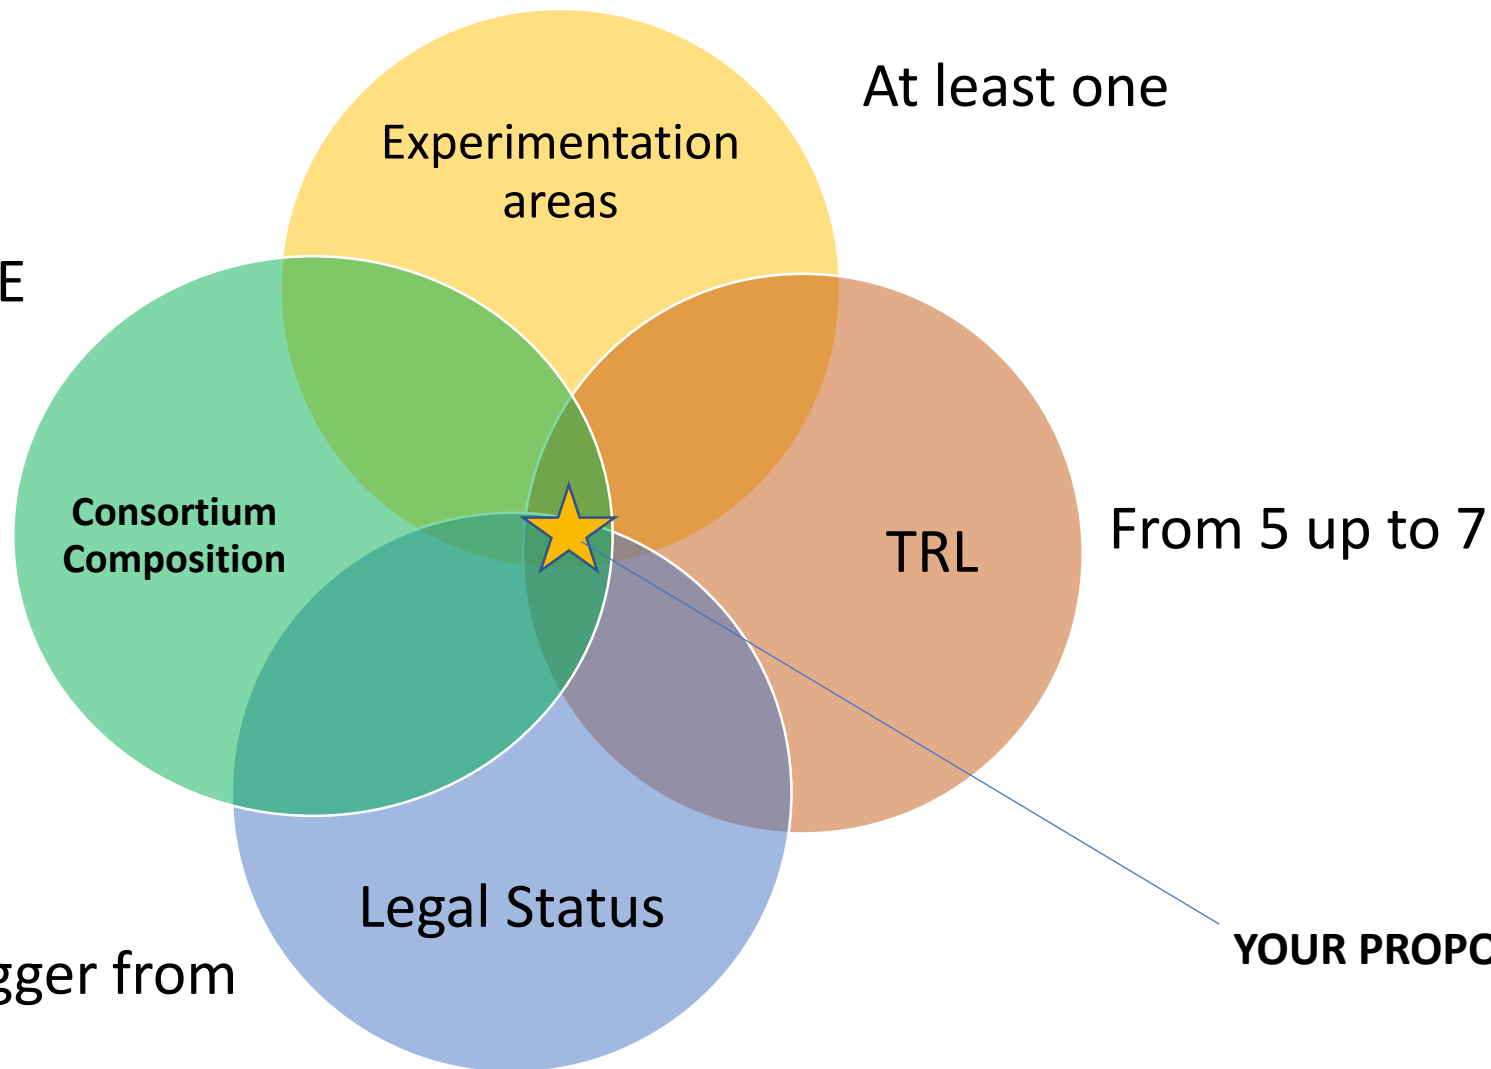 At least one
Experimentation
areas
E
Consortium
Composition
TRL
From 5 up to 7
Legal Status
gger from
YOUR PROPO